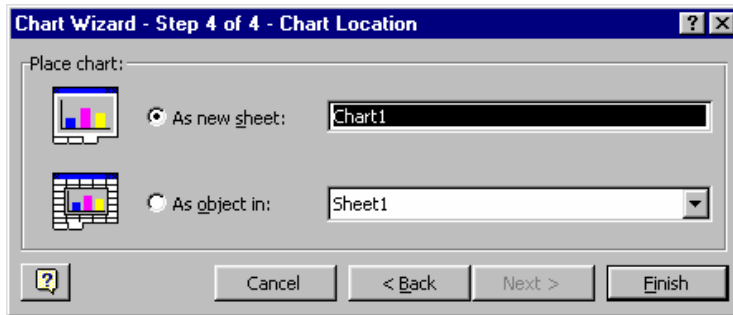 Chart Wizard - Step 4 of 4 - Chart Location
Place chart:
As new sheet: Chart1
As object in: Sheet1
Cancel < Back Next > Finish